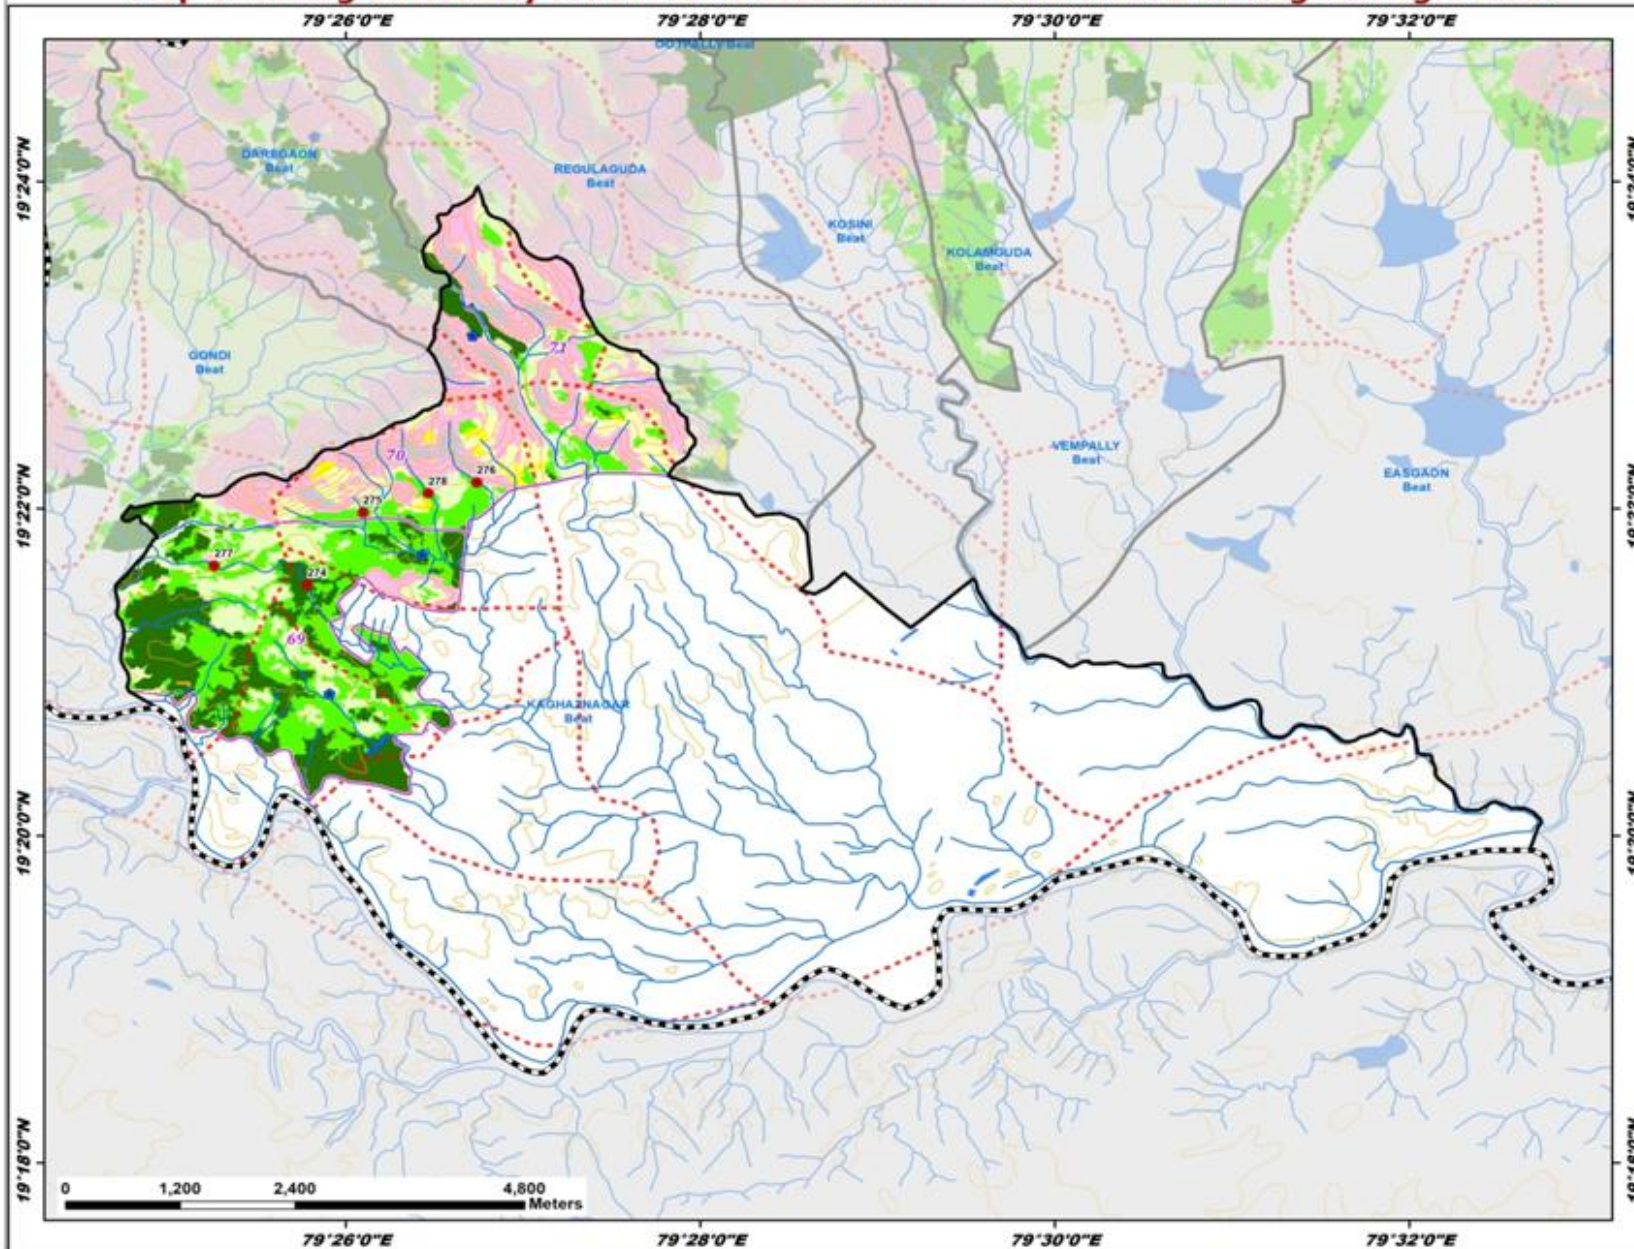 79°26'0"E 79°28'0"E 79°30'0"E 79°32'0"E
DAREGAON
Beat
REGULAGUDA
Beat
KOSINI
Beat
KOLAMGUDA
Beat
GONDI
Beat
VEMPALLY
Beat
EASGAON
Beat
KAGHAZNAGAR
Beat
71
70
69
276
278
275
277
274
19°24'0"N
19°22'0"N
19°20'0"N
19°18'0"N
0 1,200 2,400 4,800
Meters
79°26'0"E 79°28'0"E 79°30'0"E 79°32'0"E